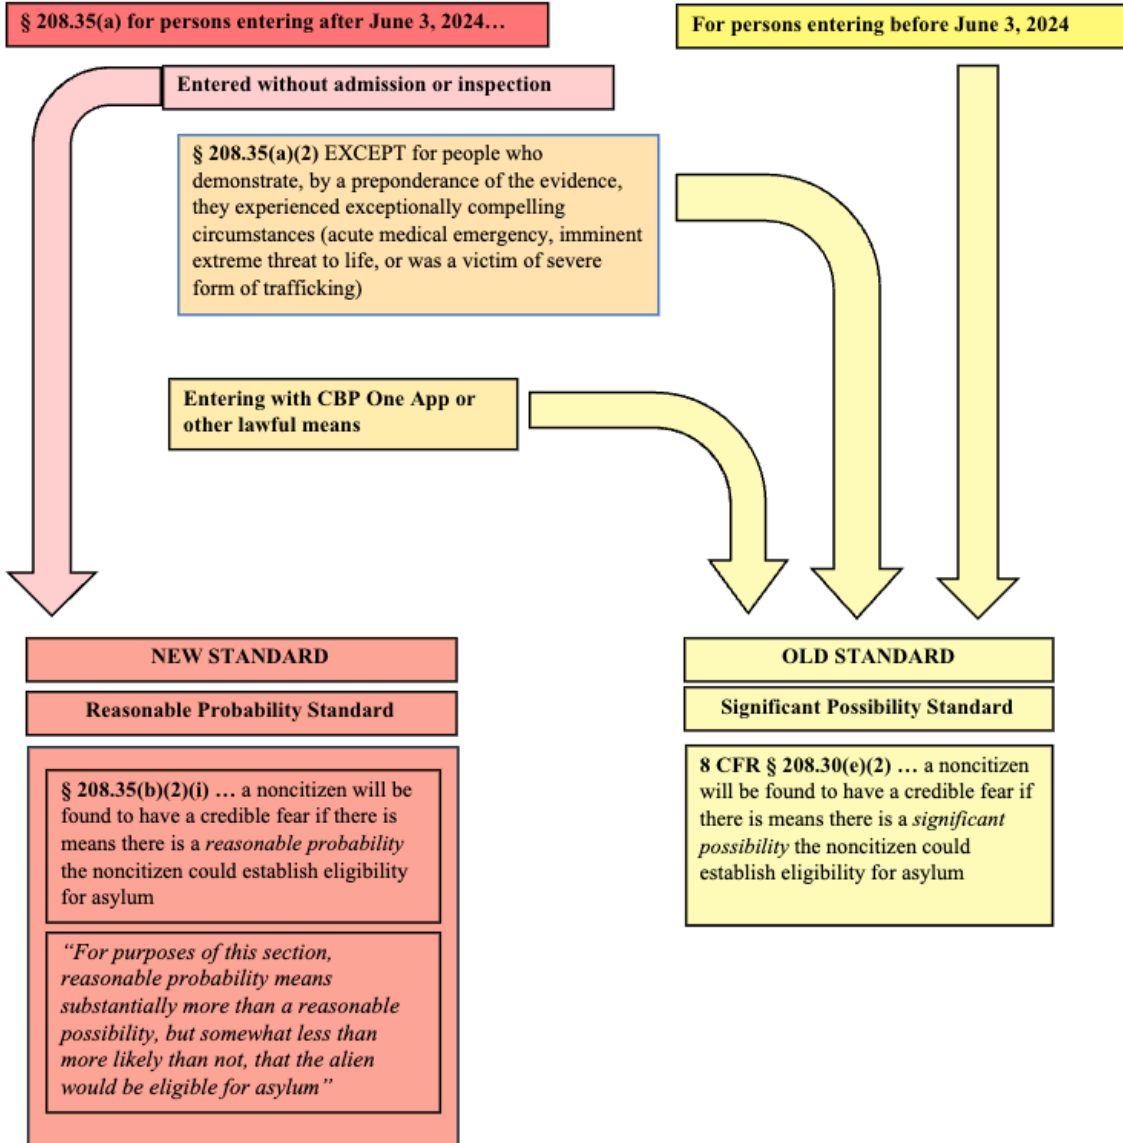 § 208.35(a) for persons entering after June 3, 2024…
For persons entering before June 3, 2024
Entered without admission or inspection
§ 208.35(a)(2) EXCEPT for people who
demonstrate, by a preponderance of the evidence,
they experienced exceptionally compelling
circumstances (acute medical emergency, imminent
extreme threat to life, or was a victim of severe
form of trafficking)
Entering with CBP One App or
other lawful means
NEW STANDARD
Reasonable Probability Standard
§ 208.35(b)(2)(i) … a noncitizen will be
found to have a credible fear if there is
means there is a reasonable probability
the noncitizen could establish eligibility
for asylum
“For purposes of this section,
reasonable probability means
substantially more than a reasonable
possibility, but somewhat less than
more likely than not, that the alien
would be eligible for asylum”
OLD STANDARD
Significant Possibility Standard
8 CFR § 208.30(e)(2) … a noncitizen
will be found to have a credible fear if
there is means there is a significant
possibility the noncitizen could
establish eligibility for asylum